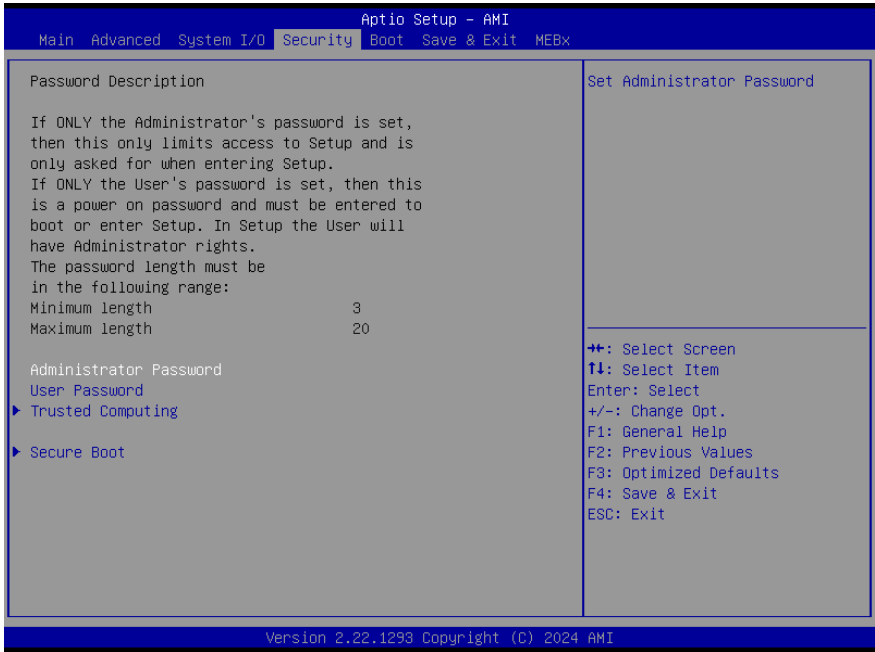 Aptio Setup – AMI
Main Advanced System I/O Security Boot Save & Exit MEBx
Password Description
If ONLY the Administrator's password is set,
then this only limits access to Setup and is
only asked for when entering Setup.
If ONLY the User's password is set, then this
is a power on password and must be entered to
boot or enter Setup. In Setup the User will
have Administrator rights.
The password length must be
in the following range:
Minimum length 3
Maximum length 20
Administrator Password
User Password
Trusted Computing
Secure Boot
Set Administrator Password
→←: Select Screen
↑↓: Select Item
Enter: Select
+/-: Change Opt.
F1: General Help
F2: Previous Values
F3: Optimized Defaults
F4: Save & Exit
ESC: Exit
Version 2.22.1293 Copyright (C) 2024 AMI